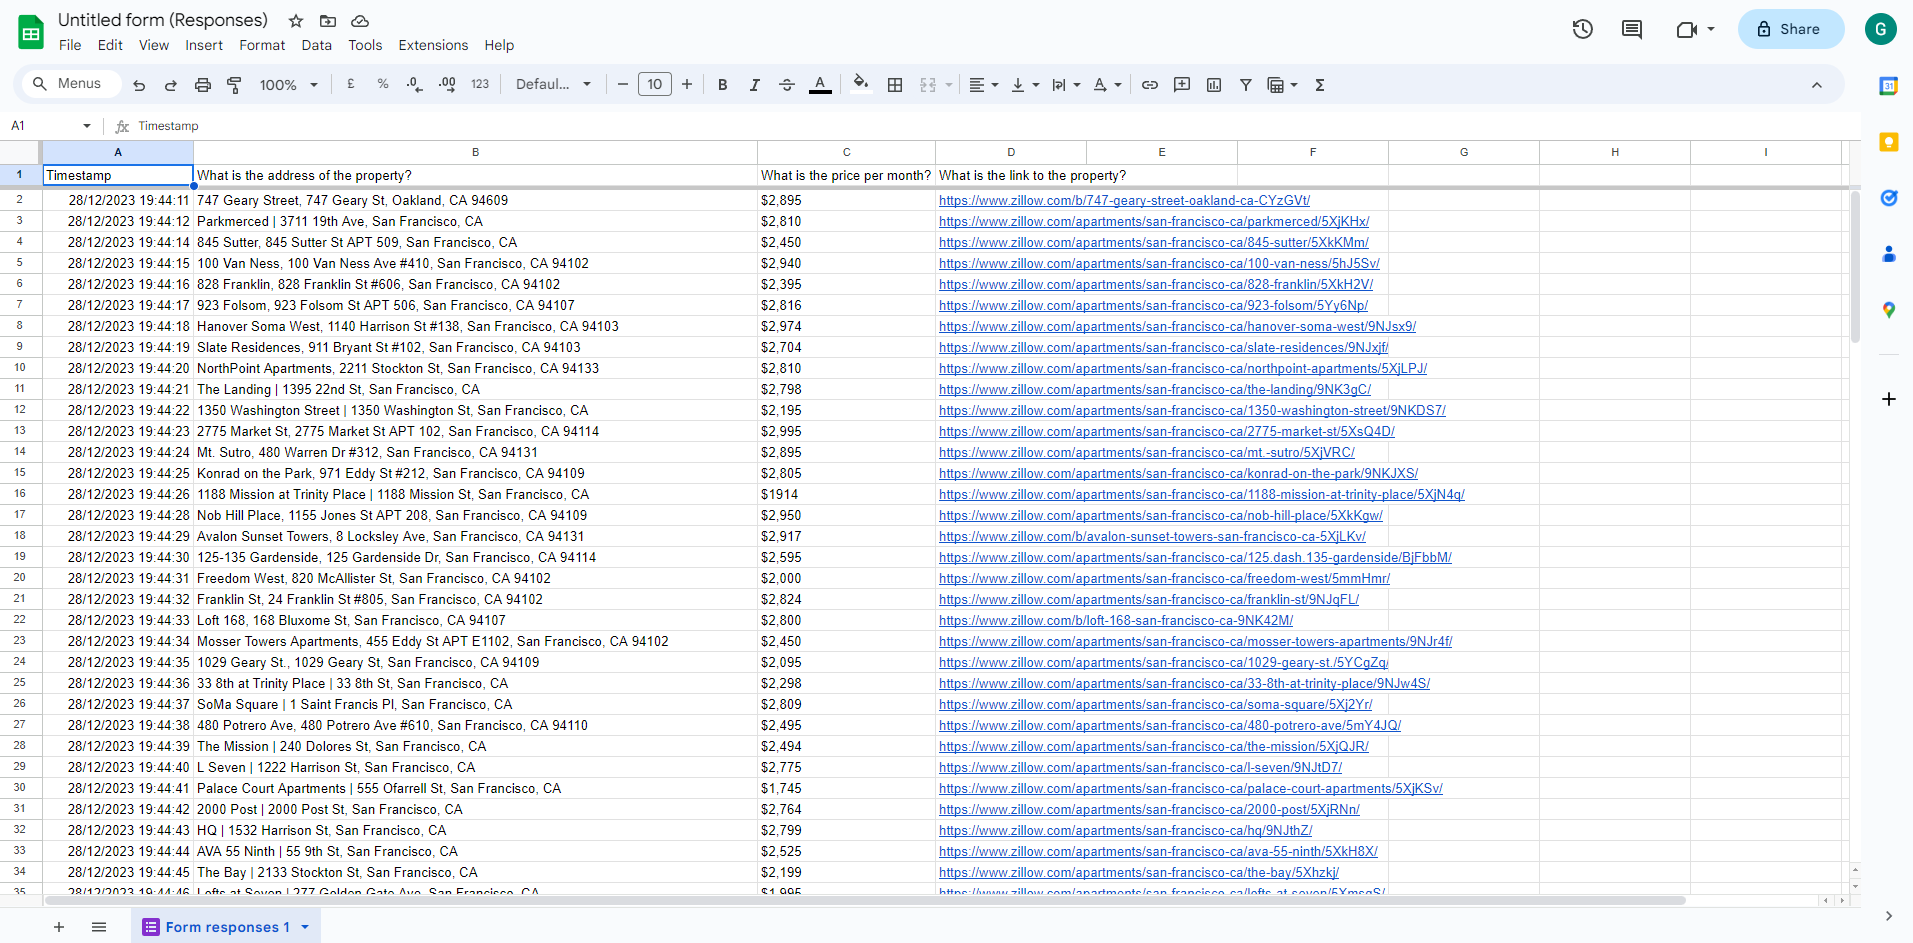 Untitled form (Responses)
File Edit View Insert Format Data Tools Extensions Help
Share
G
Menus 100% £ % .0 .00 123 Defaul... 10 B I A
31
A1 fx Timestamp
A B C D E F G H I
1 Timestamp What is the address of the property? What is the price per month? What is the link to the property?
2 28/12/2023 19:44:11 747 Geary Street, 747 Geary St, Oakland, CA 94609 $2,895 https://www.zillow.com/b/747-geary-street-oakland-ca-CYzGVt/
3 28/12/2023 19:44:12 Parkmerced | 3711 19th Ave, San Francisco, CA $2,810 https://www.zillow.com/apartments/san-francisco-ca/parkmerced/5XjKHx/
4 28/12/2023 19:44:14 845 Sutter, 845 Sutter St APT 509, San Francisco, CA $2,450 https://www.zillow.com/apartments/san-francisco-ca/845-sutter/5XkKMm/
5 28/12/2023 19:44:15 100 Van Ness, 100 Van Ness Ave #410, San Francisco, CA 94102 $2,940 https://www.zillow.com/apartments/san-francisco-ca/100-van-ness/5hJ5Sv/
6 28/12/2023 19:44:16 828 Franklin, 828 Franklin St #606, San Francisco, CA 94102 $2,395 https://www.zillow.com/apartments/san-francisco-ca/828-franklin/5XkH2V/
7 28/12/2023 19:44:17 923 Folsom, 923 Folsom St APT 506, San Francisco, CA 94107 $2,816 https://www.zillow.com/apartments/san-francisco-ca/923-folsom/5Yy6Np/
8 28/12/2023 19:44:18 Hanover Soma West, 1140 Harrison St #138, San Francisco, CA 94103 $2,974 https://www.zillow.com/apartments/san-francisco-ca/hanover-soma-west/9NJsx9/
9 28/12/2023 19:44:19 Slate Residences, 911 Bryant St #102, San Francisco, CA 94103 $2,704 https://www.zillow.com/apartments/san-francisco-ca/slate-residences/9NJxjf/
10 28/12/2023 19:44:20 NorthPoint Apartments, 2211 Stockton St, San Francisco, CA 94133 $2,810 https://www.zillow.com/apartments/san-francisco-ca/northpoint-apartments/5XjLPJ/
11 28/12/2023 19:44:21 The Landing | 1395 22nd St, San Francisco, CA $2,798 https://www.zillow.com/apartments/san-francisco-ca/the-landing/9NK3gC/
12 28/12/2023 19:44:22 1350 Washington Street | 1350 Washington St, San Francisco, CA $2,195 https://www.zillow.com/apartments/san-francisco-ca/1350-washington-street/9NKDS7/
13 28/12/2023 19:44:23 2775 Market St, 2775 Market St APT 102, San Francisco, CA 94114 $2,995 https://www.zillow.com/apartments/san-francisco-ca/2775-market-st/5XsQ4D/
14 28/12/2023 19:44:24 Mt. Sutro, 480 Warren Dr #312, San Francisco, CA 94131 $2,895 https://www.zillow.com/apartments/san-francisco-ca/mt.-sutro/5XjVRC/
15 28/12/2023 19:44:25 Konrad on the Park, 971 Eddy St #212, San Francisco, CA 94109 $2,805 https://www.zillow.com/apartments/san-francisco-ca/konrad-on-the-park/9NKJXS/
16 28/12/2023 19:44:26 1188 Mission at Trinity Place | 1188 Mission St, San Francisco, CA $1914 https://www.zillow.com/apartments/san-francisco-ca/1188-mission-at-trinity-place/5XjN4q/
17 28/12/2023 19:44:28 Nob Hill Place, 1155 Jones St APT 208, San Francisco, CA 94109 $2,950 https://www.zillow.com/apartments/san-francisco-ca/nob-hill-place/5XkKgw/
18 28/12/2023 19:44:29 Avalon Sunset Towers, 8 Locksley Ave, San Francisco, CA 94131 $2,917 https://www.zillow.com/b/avalon-sunset-towers-san-francisco-ca-5XjLKv/
19 28/12/2023 19:44:30 125-135 Gardenside, 125 Gardenside Dr, San Francisco, CA 94114 $2,595 https://www.zillow.com/apartments/san-francisco-ca/125.dash.135-gardenside/BjFbbM/
20 28/12/2023 19:44:31 Freedom West, 820 McAllister St, San Francisco, CA 94102 $2,000 https://www.zillow.com/apartments/san-francisco-ca/freedom-west/5mmHmr/
21 28/12/2023 19:44:32 Franklin St, 24 Franklin St #805, San Francisco, CA 94102 $2,824 https://www.zillow.com/apartments/san-francisco-ca/franklin-st/9NJqFL/
22 28/12/2023 19:44:33 Loft 168, 168 Bluxome St, San Francisco, CA 94107 $2,800 https://www.zillow.com/b/loft-168-san-francisco-ca-9NK42M/
23 28/12/2023 19:44:34 Mosser Towers Apartments, 455 Eddy St APT E1102, San Francisco, CA 94102 $2,450 https://www.zillow.com/apartments/san-francisco-ca/mosser-towers-apartments/9NJr4f/
24 28/12/2023 19:44:35 1029 Geary St., 1029 Geary St, San Francisco, CA 94109 $2,095 https://www.zillow.com/apartments/san-francisco-ca/1029-geary-st./5YCgZq/
25 28/12/2023 19:44:36 33 8th at Trinity Place | 33 8th St, San Francisco, CA $2,298 https://www.zillow.com/apartments/san-francisco-ca/33-8th-at-trinity-place/9NJw4S/
26 28/12/2023 19:44:37 SoMa Square | 1 Saint Francis Pl, San Francisco, CA $2,809 https://www.zillow.com/apartments/san-francisco-ca/soma-square/5Xj2Yr/
27 28/12/2023 19:44:38 480 Potrero Ave, 480 Potrero Ave #610, San Francisco, CA 94110 $2,495 https://www.zillow.com/apartments/san-francisco-ca/480-potrero-ave/5mY4JQ/
28 28/12/2023 19:44:39 The Mission | 240 Dolores St, San Francisco, CA $2,494 https://www.zillow.com/apartments/san-francisco-ca/the-mission/5XjQJR/
29 28/12/2023 19:44:40 L Seven | 1222 Harrison St, San Francisco, CA $2,775 https://www.zillow.com/apartments/san-francisco-ca/l-seven/9NJtD7/
30 28/12/2023 19:44:41 Palace Court Apartments | 555 Ofarrell St, San Francisco, CA $1,745 https://www.zillow.com/apartments/san-francisco-ca/palace-court-apartments/5XjKSv/
31 28/12/2023 19:44:42 2000 Post | 2000 Post St, San Francisco, CA $2,764 https://www.zillow.com/apartments/san-francisco-ca/2000-post/5XjRNn/
32 28/12/2023 19:44:43 HQ | 1532 Harrison St, San Francisco, CA $2,799 https://www.zillow.com/apartments/san-francisco-ca/hq/9NJthZ/
33 28/12/2023 19:44:44 AVA 55 Ninth | 55 9th St, San Francisco, CA $2,525 https://www.zillow.com/apartments/san-francisco-ca/ava-55-ninth/5XkH8X/
34 28/12/2023 19:44:45 The Bay | 2133 Stockton St, San Francisco, CA $2,199 https://www.zillow.com/apartments/san-francisco-ca/the-bay/5Xhzkj/
35 28/12/2023 19:44:46 Lofts at Seven | 277 Golden Gate Ave, San Francisco, CA $1,995 https://www.zillow.com/apartments/san-francisco-ca/lofts-at-seven/5XmsgS/
Form responses 1